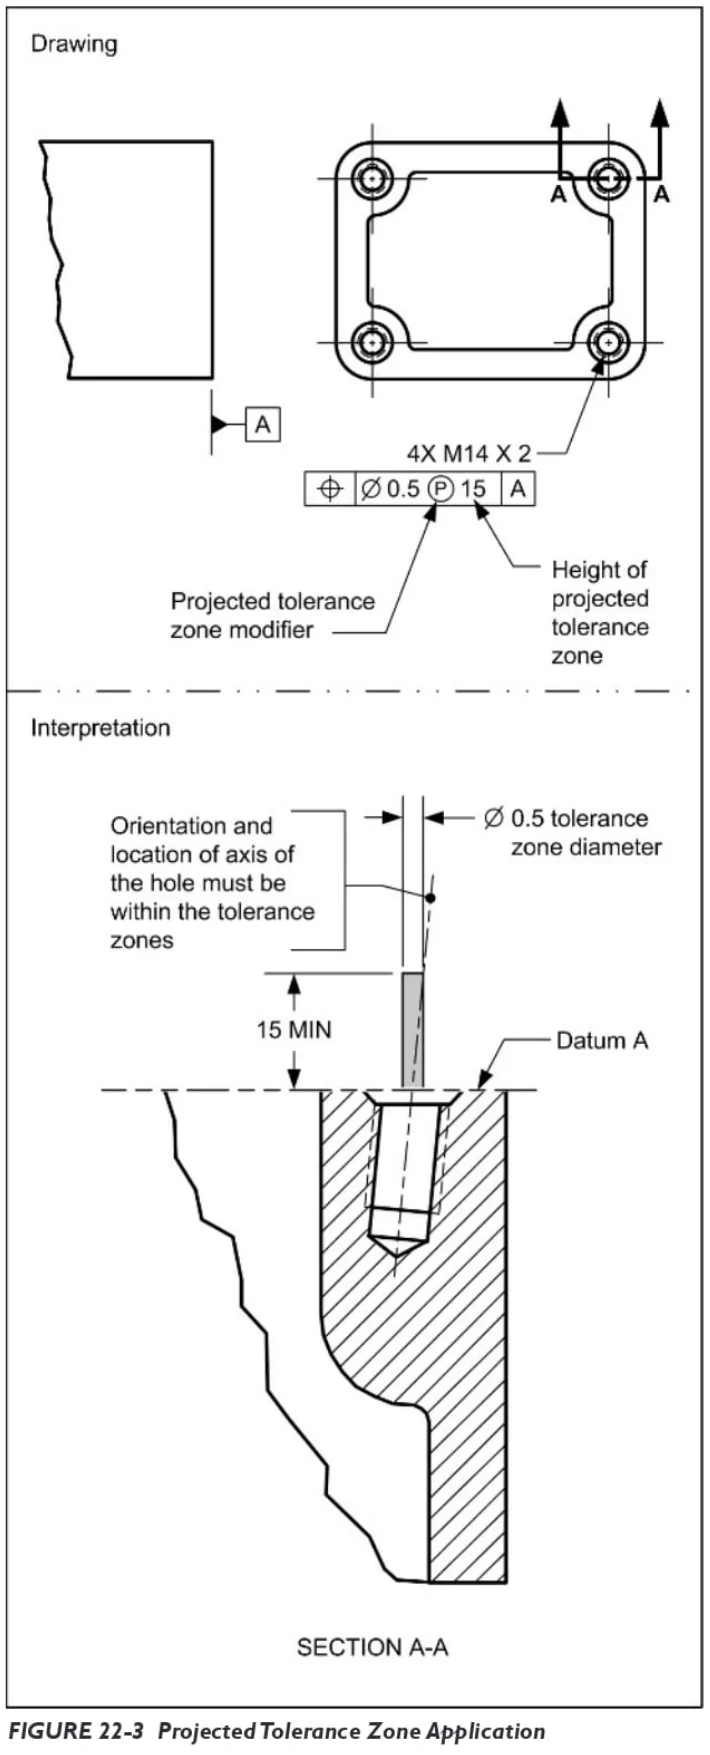 Drawing
A
A
A
4X M14 X 2
⌖ Ø 0.5 Ⓟ 15 A
Projected tolerance
zone modifier
Height of
projected
tolerance
zone
Interpretation
Orientation and
location of axis of
the hole must be
within the tolerance
zones
Ø 0.5 tolerance
zone diameter
15 MIN
Datum A
SECTION A-A
FIGURE 22-3 Projected Tolerance Zone Application